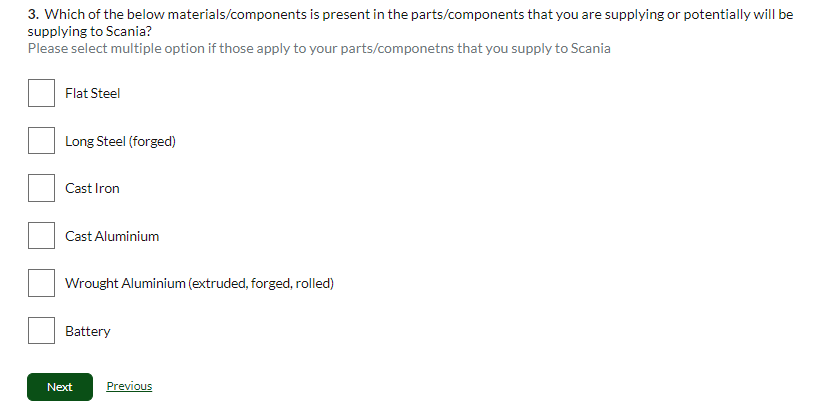 3. Which of the below materials/components is present in the parts/components that you are supplying or potentially will be
supplying to Scania?
Please select multiple option if those apply to your parts/componetns that you supply to Scania
Flat Steel
Long Steel (forged)
Cast Iron
Cast Aluminium
Wrought Aluminium (extruded, forged, rolled)
Battery
Next Previous